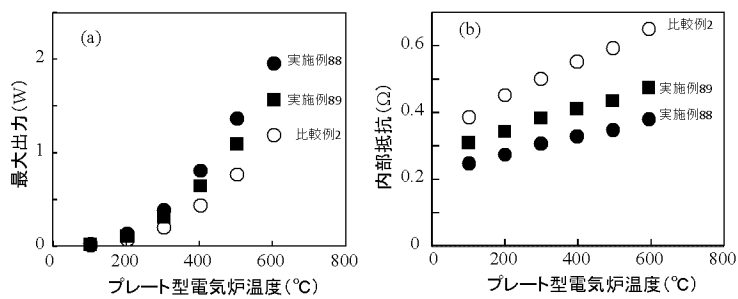 (a)
2
1
0
最大出力(W)
実施例88
実施例89
比較例2
0 200 400 600 800
プレート型電気炉温度(℃)
(b)
0.6
0.4
0.2
0
内部抵抗(Ω)
比較例2
実施例89
実施例88
0 200 400 600 800
プレート型電気炉温度(℃)